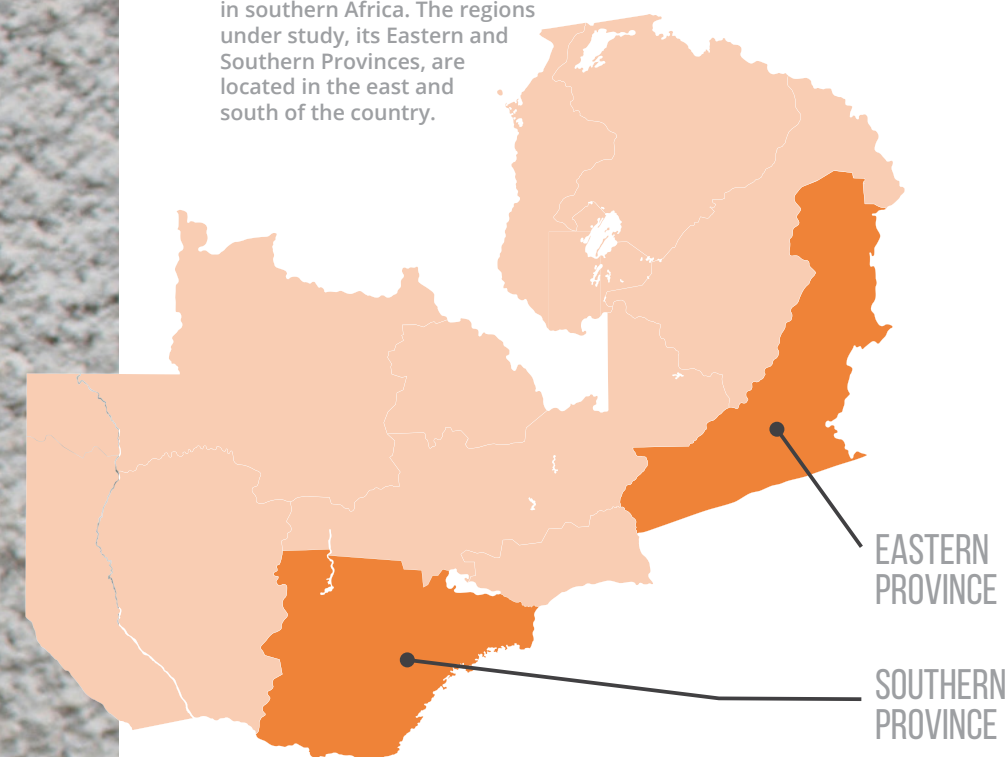 in southern Africa. The regions
under study, its Eastern and
Southern Provinces, are
located in the east and
south of the country.
EASTERN
PROVINCE
SOUTHERN
PROVINCE